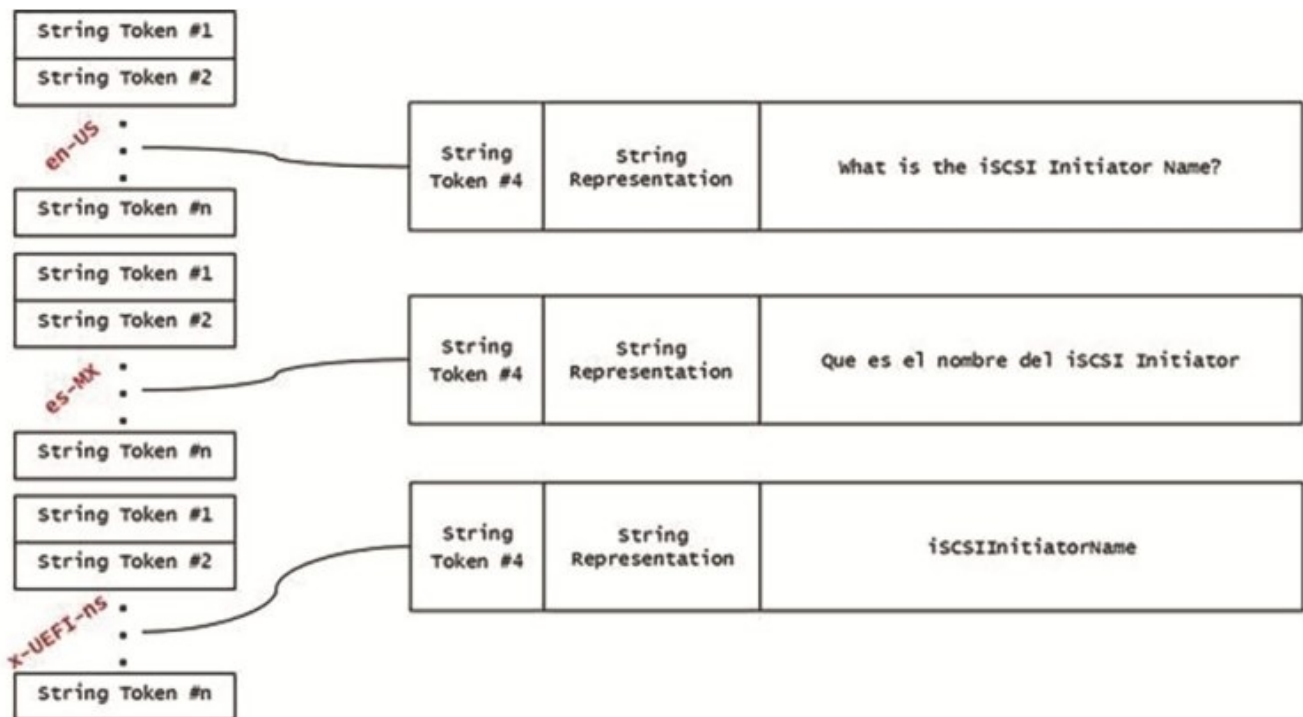 String Token #1
String Token #2
en-US
String Token #n
String
Token #4
String
Representation
What is the iSCSI Initiator Name?
String Token #1
String Token #2
es-MX
String Token #n
String
Token #4
String
Representation
Que es el nombre del iSCSI Initiator
String Token #1
String Token #2
x-UEFI-ns
String Token #n
String
Token #4
String
Representation
iSCSIInitiatorName